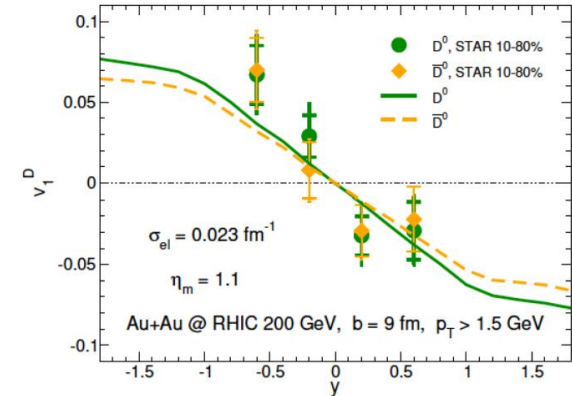 0.1
0.05
0
-0.05
-0.1
v₁ᴰ
D⁰, STAR 10-80%
D̅⁰, STAR 10-80%
D⁰
D̅⁰
σₑₗ = 0.023 fm⁻¹
ηₘ = 1.1
Au+Au @ RHIC 200 GeV, b = 9 fm, p_T > 1.5 GeV
-1.5 -1 -0.5 0 0.5 1 1.5
y